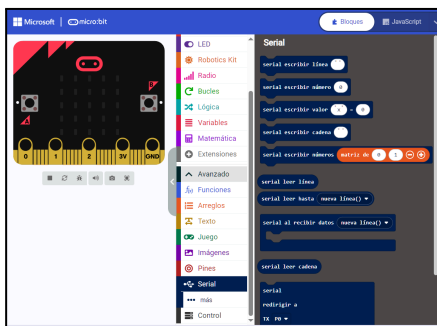 Microsoft
micro:bit
Bloques
JavaScript
B
A
0 1 2 3V GND
LED
Robotics Kit
Radio
Bucles
Lógica
Variables
Matemática
Extensiones
Avanzado
Funciones
Arreglos
Texto
Juego
Imágenes
Pines
Serial
más
Control
Serial
serial escribir línea " "
serial escribir número 0
serial escribir valor "x" = 0
serial escribir cadena " "
serial escribir números matriz de 0 1
serial leer línea
serial leer hasta nueva línea()
serial al recibir datos nueva línea()
serial leer cadena
serial
redirigir a
TX P0